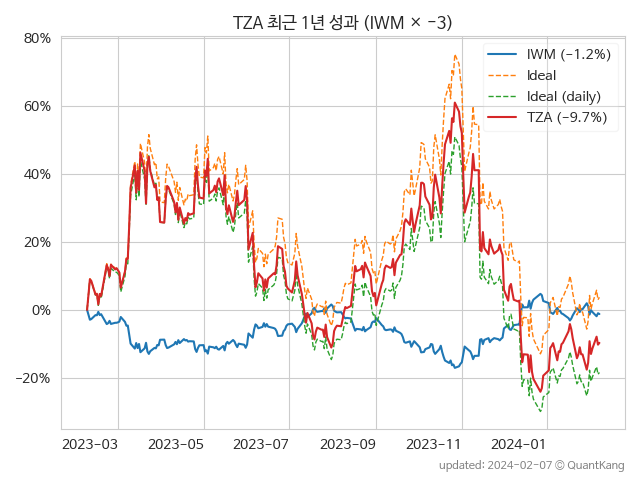 TZA 최근 1년 성과 (IWM × −3)
80%
60%
40%
20%
0%
−20%
IWM (−1.2%)
Ideal
Ideal (daily)
TZA (−9.7%)
2023-03
2023-05
2023-07
2023-09
2023-11
2024-01
updated: 2024-02-07 ⓒ QuantKang